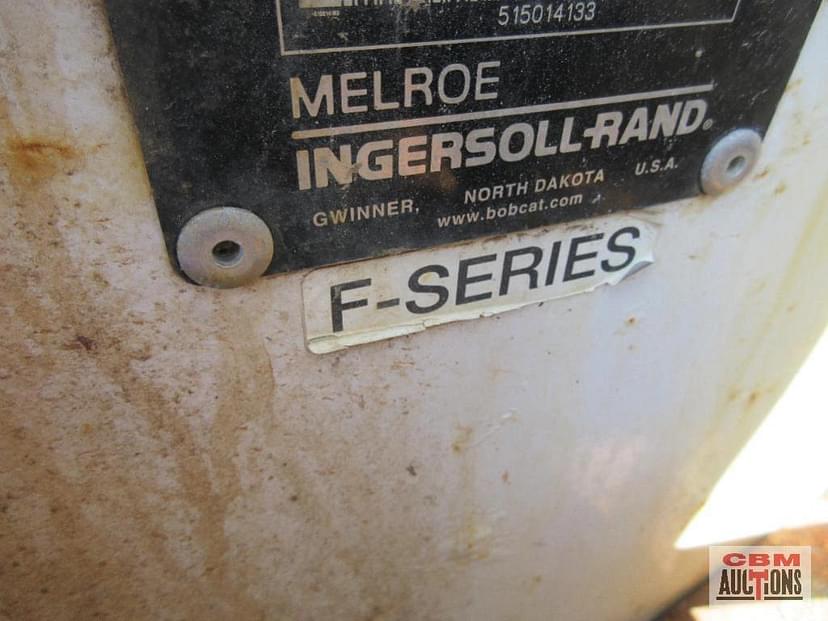 515014133
MELROE
INGERSOLL-RAND®
GWINNER, NORTH DAKOTA U.S.A.
www.bobcat.com
F-SERIES
CBM
AUCTIONS